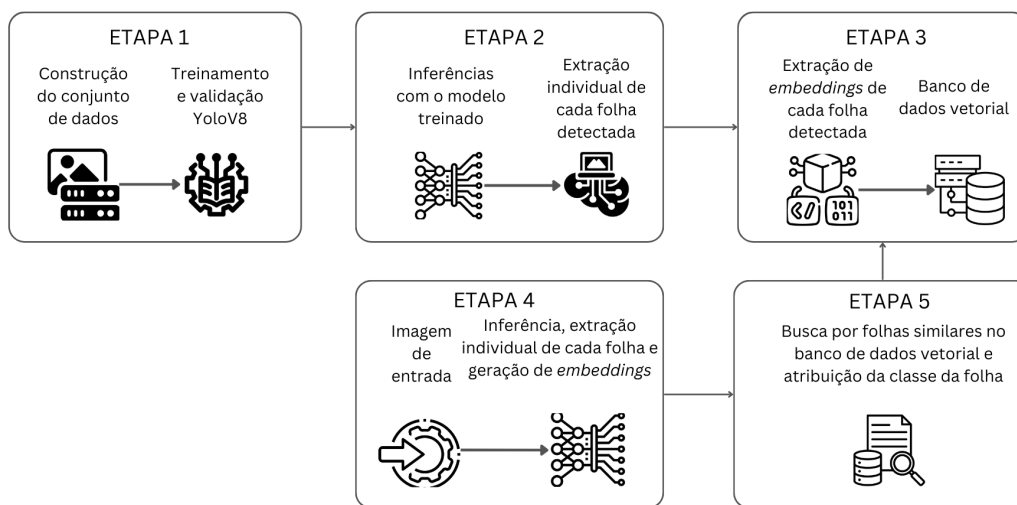 ETAPA 1
Construção
do conjunto
de dados
Treinamento
e validação
YoloV8
ETAPA 2
Inferências
com o modelo
treinado
Extração
individual de
cada folha
detectada
ETAPA 3
Extração de
embeddings de
cada folha
detectada
Banco de
dados vetorial
101
011
ETAPA 4
Imagem
de
entrada
Inferência, extração
individual de cada folha e
geração de embeddings
ETAPA 5
Busca por folhas similares no
banco de dados vetorial e
atribuição da classe da folha